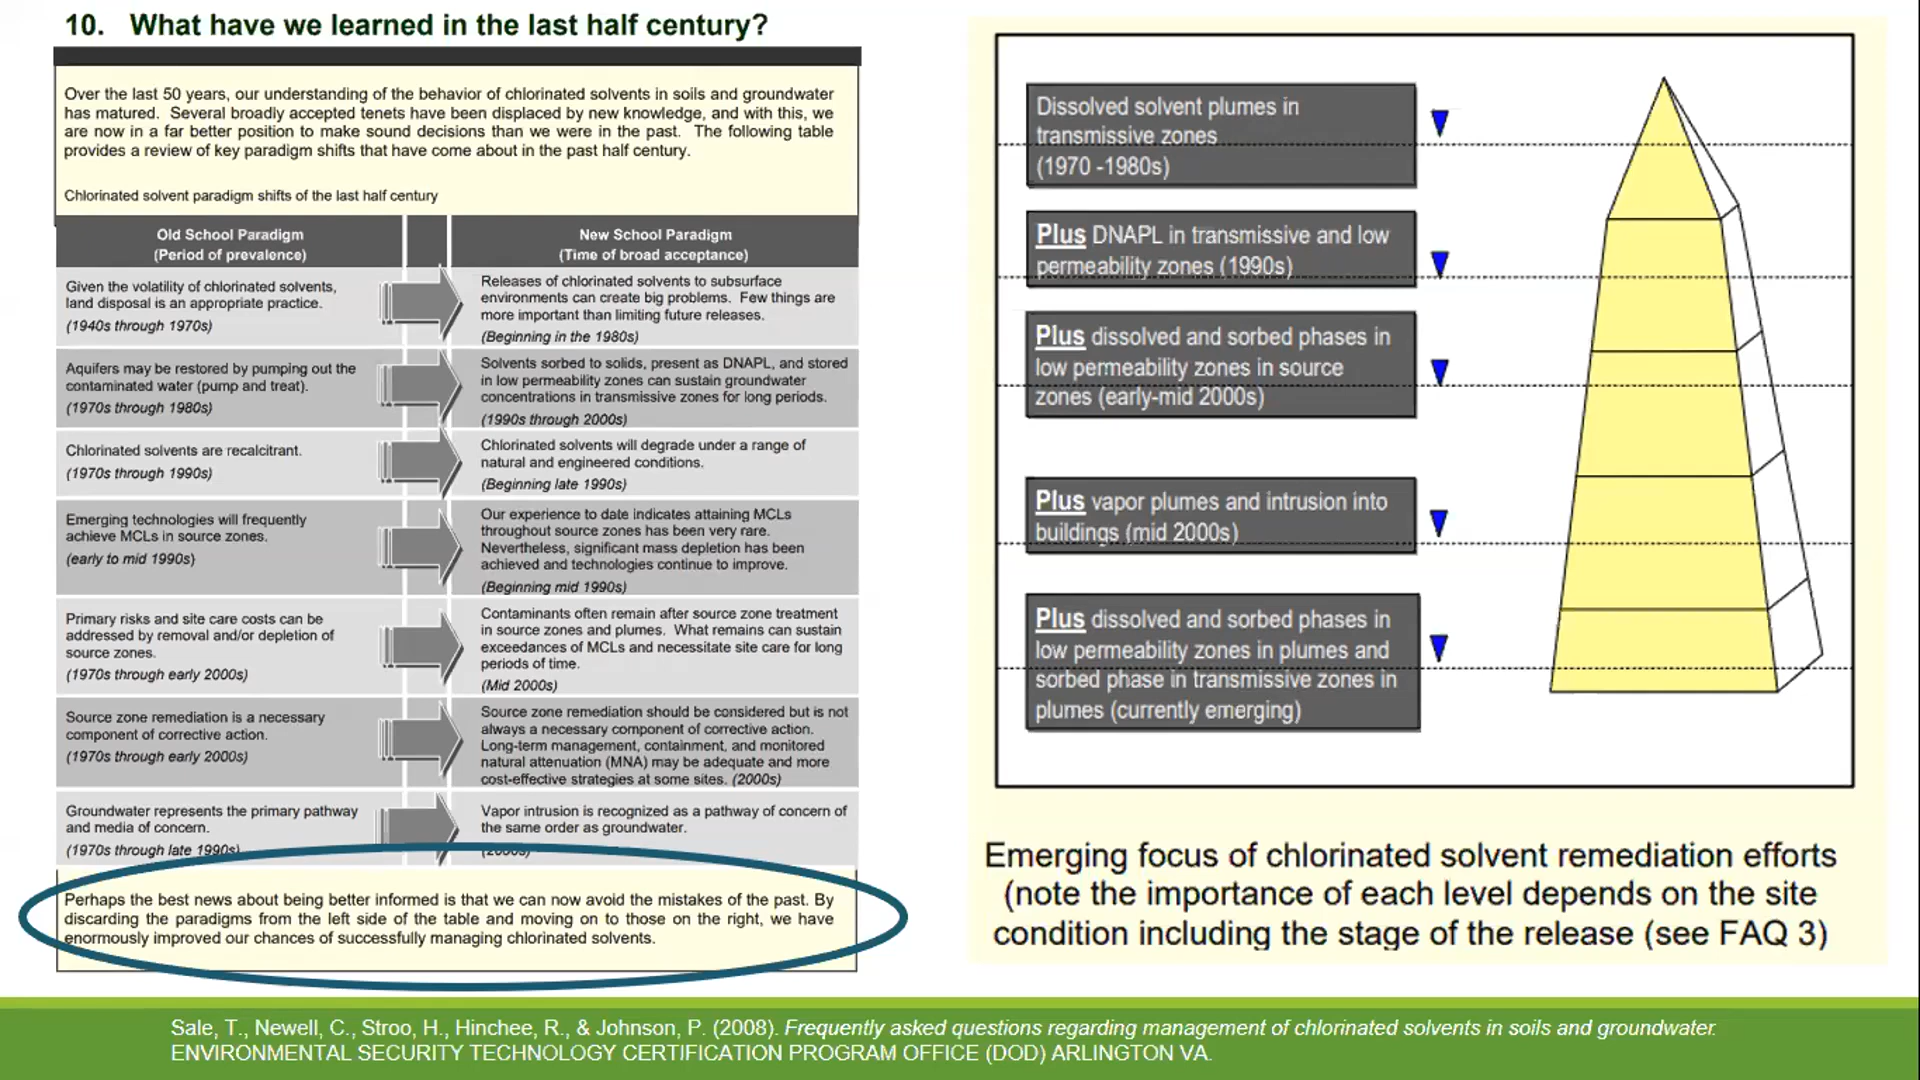 10. What have we learned in the last half century?
Over the last 50 years, our understanding of the behavior of chlorinated solvents in soils and groundwater
has matured. Several broadly accepted tenets have been displaced by new knowledge, and with this, we
are now in a far better position to make sound decisions than we were in the past. The following table
provides a review of key paradigm shifts that have come about in the past half century.
Chlorinated solvent paradigm shifts of the last half century
Old School Paradigm
(Period of prevalence)
New School Paradigm
(Time of broad acceptance)
Given the volatility of chlorinated solvents,
land disposal is an appropriate practice.
(1940s through 1970s)
Releases of chlorinated solvents to subsurface
environments can create big problems. Few things are
more important than limiting future releases.
(Beginning in the 1980s)
Aquifers may be restored by pumping out the
contaminated water (pump and treat).
(1970s through 1980s)
Solvents sorbed to solids, present as DNAPL, and stored
in low permeability zones can sustain groundwater
concentrations in transmissive zones for long periods.
(1990s through 2000s)
Chlorinated solvents are recalcitrant.
(1970s through 1990s)
Chlorinated solvents will degrade under a range of
natural and engineered conditions.
(Beginning late 1990s)
Emerging technologies will frequently
achieve MCLs in source zones.
(early to mid 1990s)
Our experience to date indicates attaining MCLs
throughout source zones has been very rare.
Nevertheless, significant mass depletion has been
achieved and technologies continue to improve.
(Beginning mid 1990s)
Primary risks and site care costs can be
addressed by removal and/or depletion of
source zones.
(1970s through early 2000s)
Contaminants often remain after source zone treatment
in source zones and plumes. What remains can sustain
exceedances of MCLs and necessitate site care for long
periods of time.
(Mid 2000s)
Source zone remediation is a necessary
component of corrective action.
(1970s through early 2000s)
Source zone remediation should be considered but is not
always a necessary component of corrective action.
Long-term management, containment, and monitored
natural attenuation (MNA) may be adequate and more
cost-effective strategies at some sites. (2000s)
Groundwater represents the primary pathway
and media of concern.
(1970s through late 1990s)
Vapor intrusion is recognized as a pathway of concern of
the same order as groundwater.
(2000s)
Perhaps the best news about being better informed is that we can now avoid the mistakes of the past. By
discarding the paradigms from the left side of the table and moving on to those on the right, we have
enormously improved our chances of successfully managing chlorinated solvents.
Dissolved solvent plumes in
transmissive zones
(1970 -1980s)
Plus DNAPL in transmissive and low
permeability zones (1990s)
Plus dissolved and sorbed phases in
low permeability zones in source
zones (early-mid 2000s)
Plus vapor plumes and intrusion into
buildings (mid 2000s)
Plus dissolved and sorbed phases in
low permeability zones in plumes and
sorbed phase in transmissive zones in
plumes (currently emerging)
Emerging focus of chlorinated solvent remediation efforts
(note the importance of each level depends on the site
condition including the stage of the release (see FAQ 3)
Sale, T., Newell, C., Stroo, H., Hinchee, R., & Johnson, P. (2008). Frequently asked questions regarding management of chlorinated solvents in soils and groundwater.
ENVIRONMENTAL SECURITY TECHNOLOGY CERTIFICATION PROGRAM OFFICE (DOD) ARLINGTON VA.